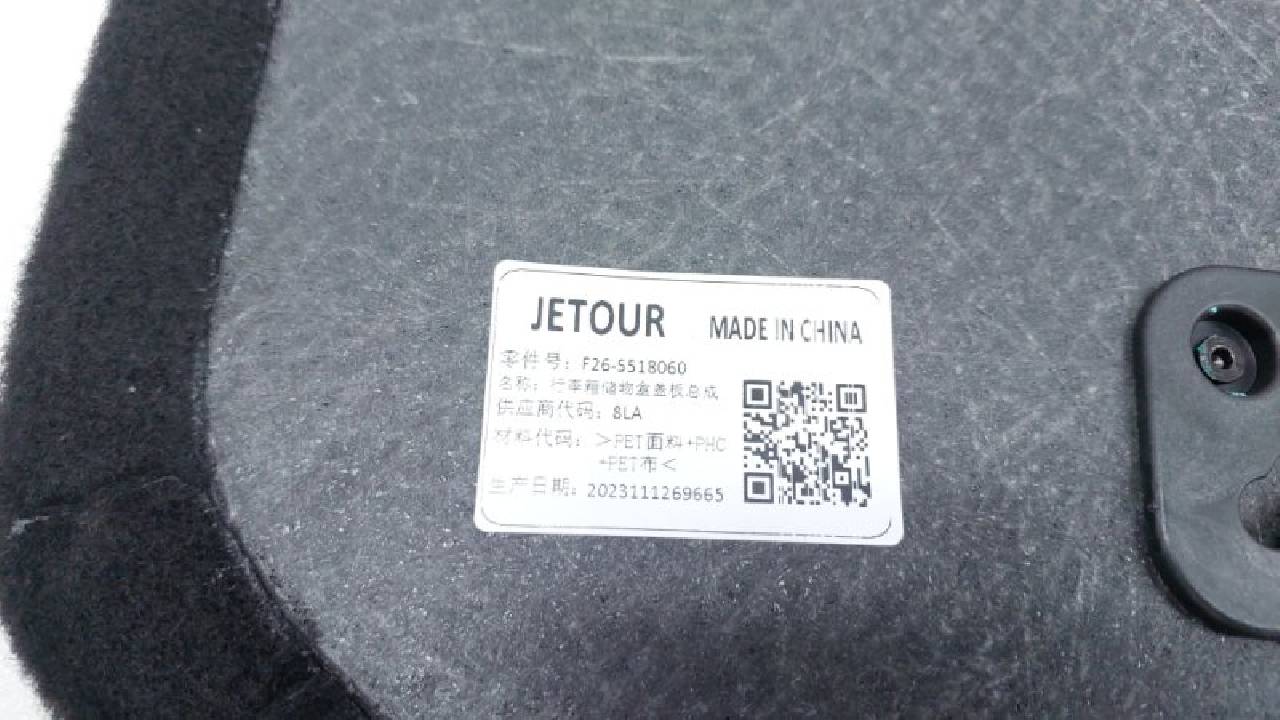 JETOUR MADE IN CHINA
零件号：F26-5518060
名称：行李箱储物盒盖板总成
供应商代码：8LA
材料代码：＞PET面料+PHC
+PET布＜
生产日期：2023111269665